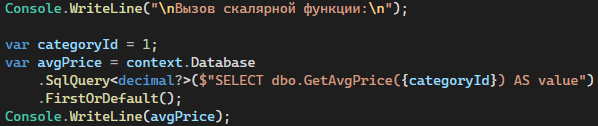 Console.WriteLine("\nВызов скалярной функции:\n");
var categoryId = 1;
var avgPrice = context.Database
.SqlQuery<decimal?>($"SELECT dbo.GetAvgPrice({categoryId}) AS value")
.FirstOrDefault();
Console.WriteLine(avgPrice);